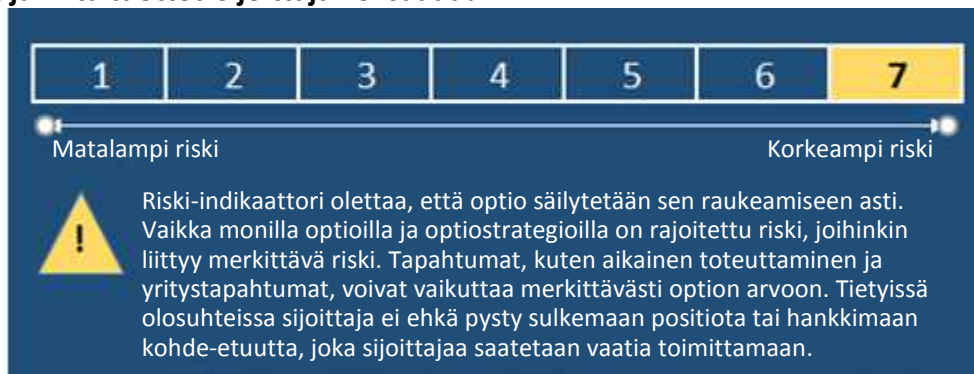 1 2 3 4 5 6 7
Matalampi riski Korkeampi riski
!
Riski-indikaattori olettaa, että optio säilytetään sen raukeamiseen asti.
Vaikka monilla optioilla ja optiostrategioilla on rajoitettu riski, joihinkin
liittyy merkittävä riski. Tapahtumat, kuten aikainen toteuttaminen ja
yritystapahtumat, voivat vaikuttaa merkittävästi option arvoon. Tietyissä
olosuhteissa sijoittaja ei ehkä pysty sulkemaan positiota tai hankkimaan
kohde-etuutta, joka sijoittajaa saatetaan vaatia toimittamaan.